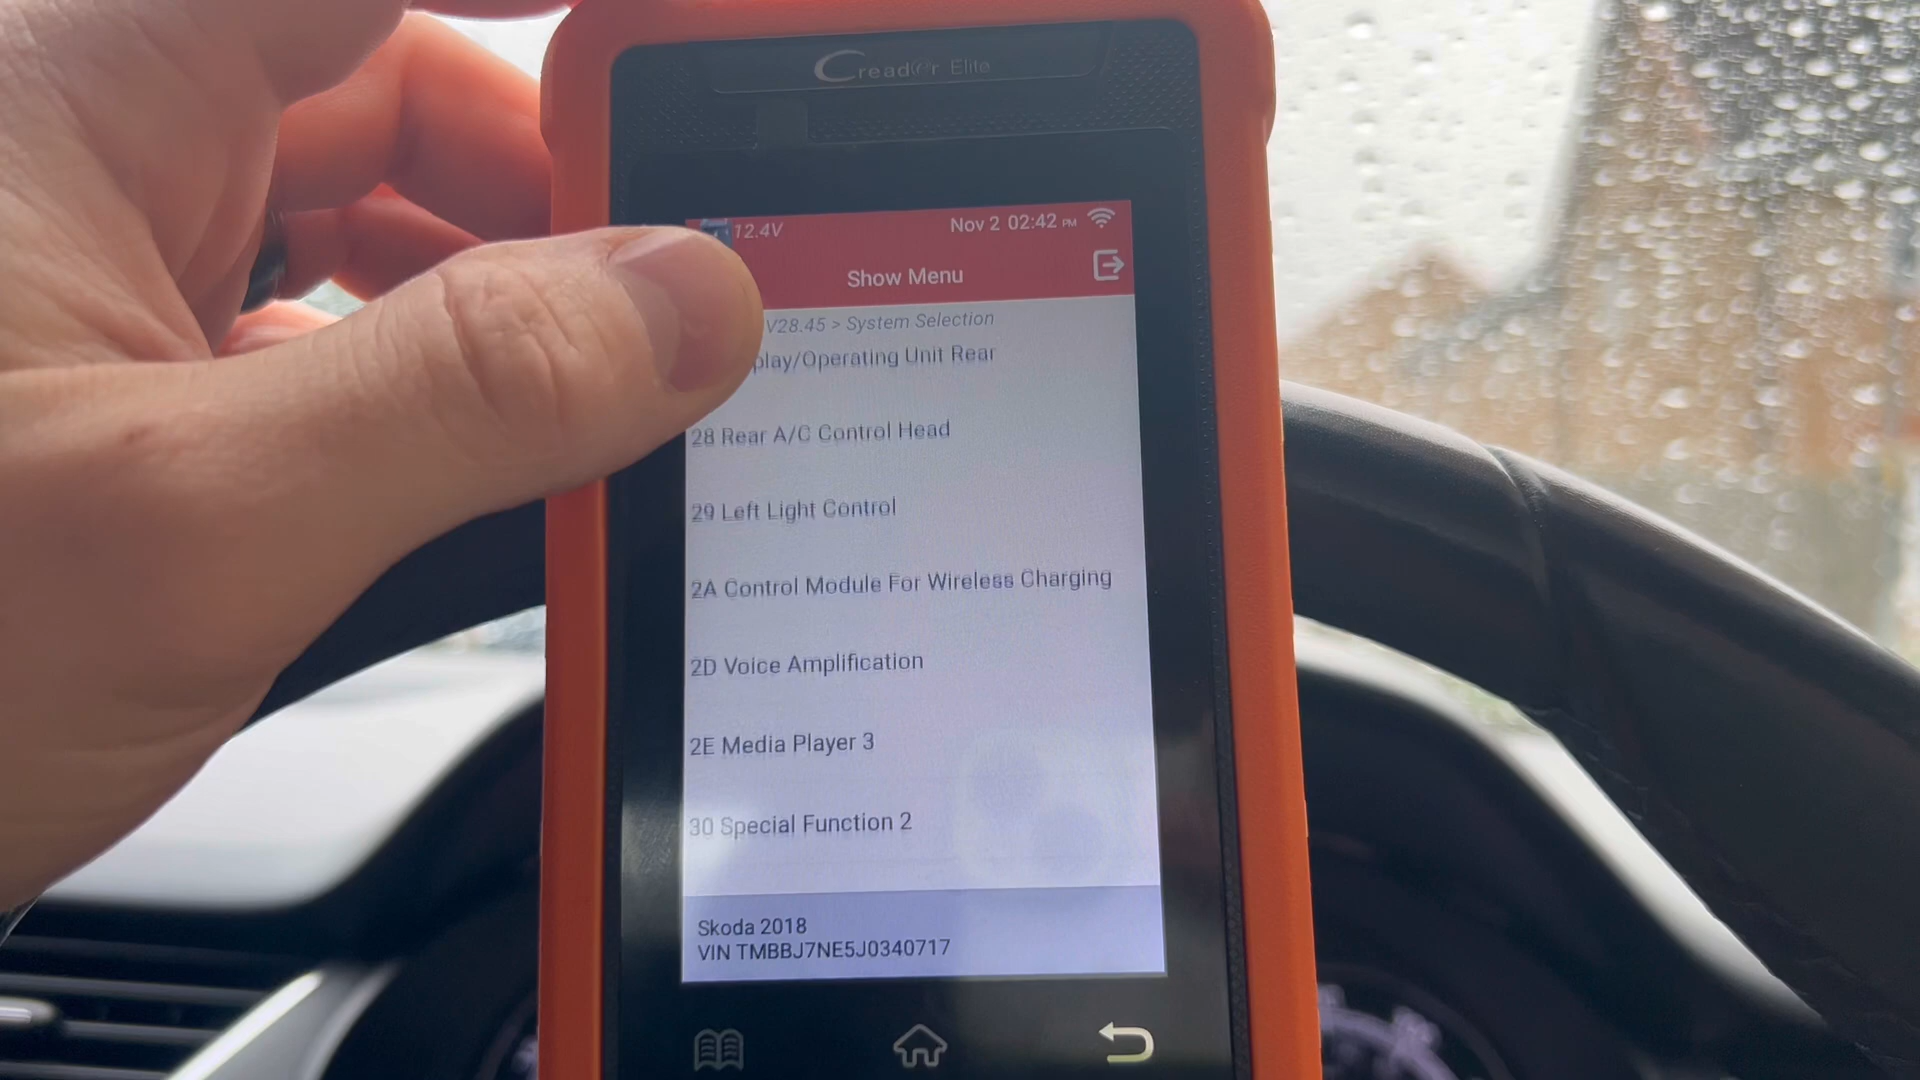 Creader Elite
12.4V
Nov 2 02:42 PM
Show Menu
V28.45 > System Selection
play/Operating Unit Rear
28 Rear A/C Control Head
29 Left Light Control
2A Control Module For Wireless Charging
2D Voice Amplification
2E Media Player 3
30 Special Function 2
Skoda 2018
VIN TMBBJ7NE5J0340717